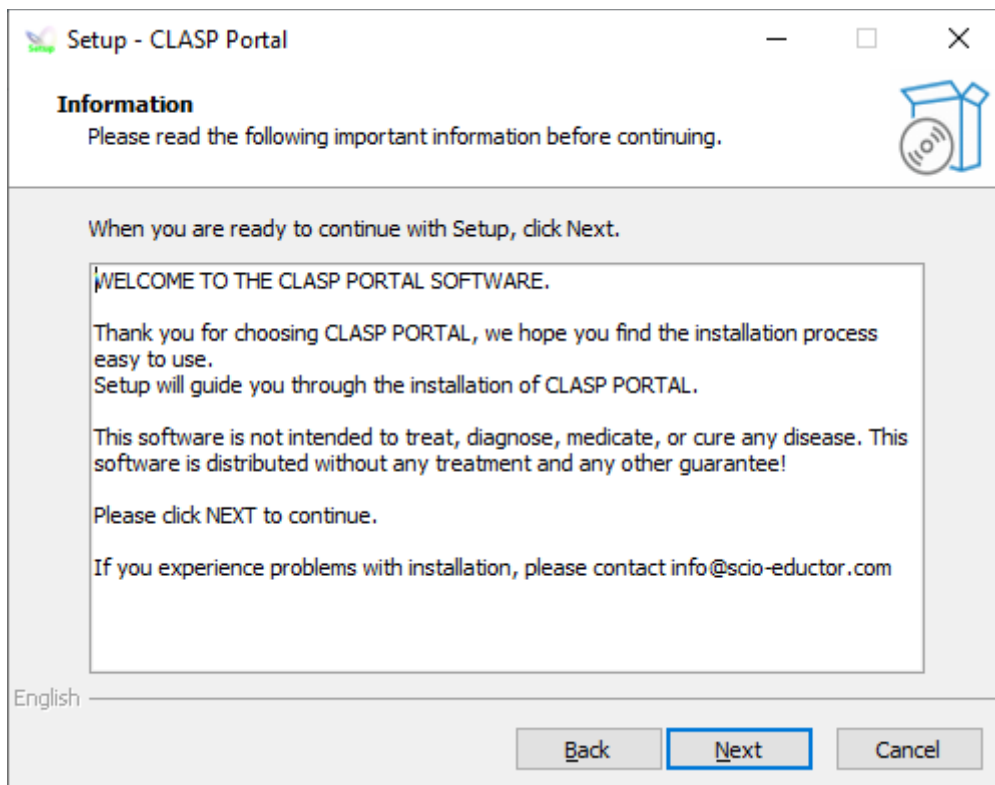 Setup
Setup - CLASP Portal
Information
Please read the following important information before continuing.
When you are ready to continue with Setup, click Next.
WELCOME TO THE CLASP PORTAL SOFTWARE.
Thank you for choosing CLASP PORTAL, we hope you find the installation process
easy to use.
Setup will guide you through the installation of CLASP PORTAL.
This software is not intended to treat, diagnose, medicate, or cure any disease. This
software is distributed without any treatment and any other guarantee!
Please click NEXT to continue.
If you experience problems with installation, please contact info@scio-eductor.com
English
Back
Next
Cancel